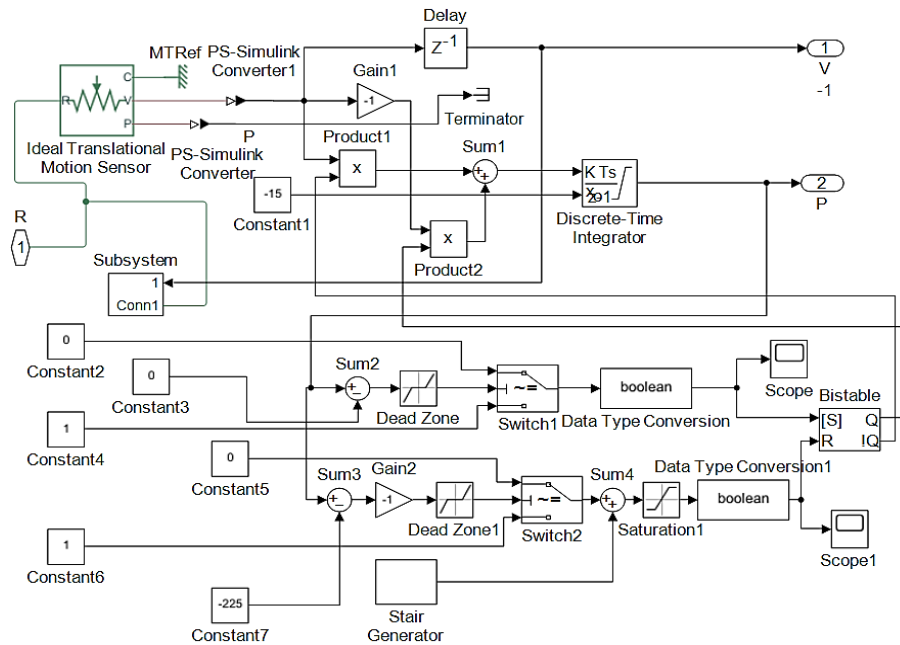 Delay
Z-1
1
V
-1
MTRef
PS-Simulink
Converter1
C
R
V
P
Gain1
-1
Terminator
Ideal Translational
Motion Sensor
P
PS-Simulink
Converter
Product1
x
Sum1
++
-15
Constant1
K Ts
z-1
xo
Discrete-Time
Integrator
2
P
R
1
x
Product2
Subsystem
1
Conn1
0
Constant2
0
Constant3
Sum2
+−
Dead Zone
~=
Switch1
boolean
Data Type Conversion
Scope
Bistable
[S]
Q
R
!Q
1
Constant4
0
Constant5
Sum3
+−
Gain2
-1
Dead Zone1
~=
Switch2
Sum4
++
Saturation1
Data Type Conversion1
boolean
Scope1
1
Constant6
-225
Constant7
Stair
Generator